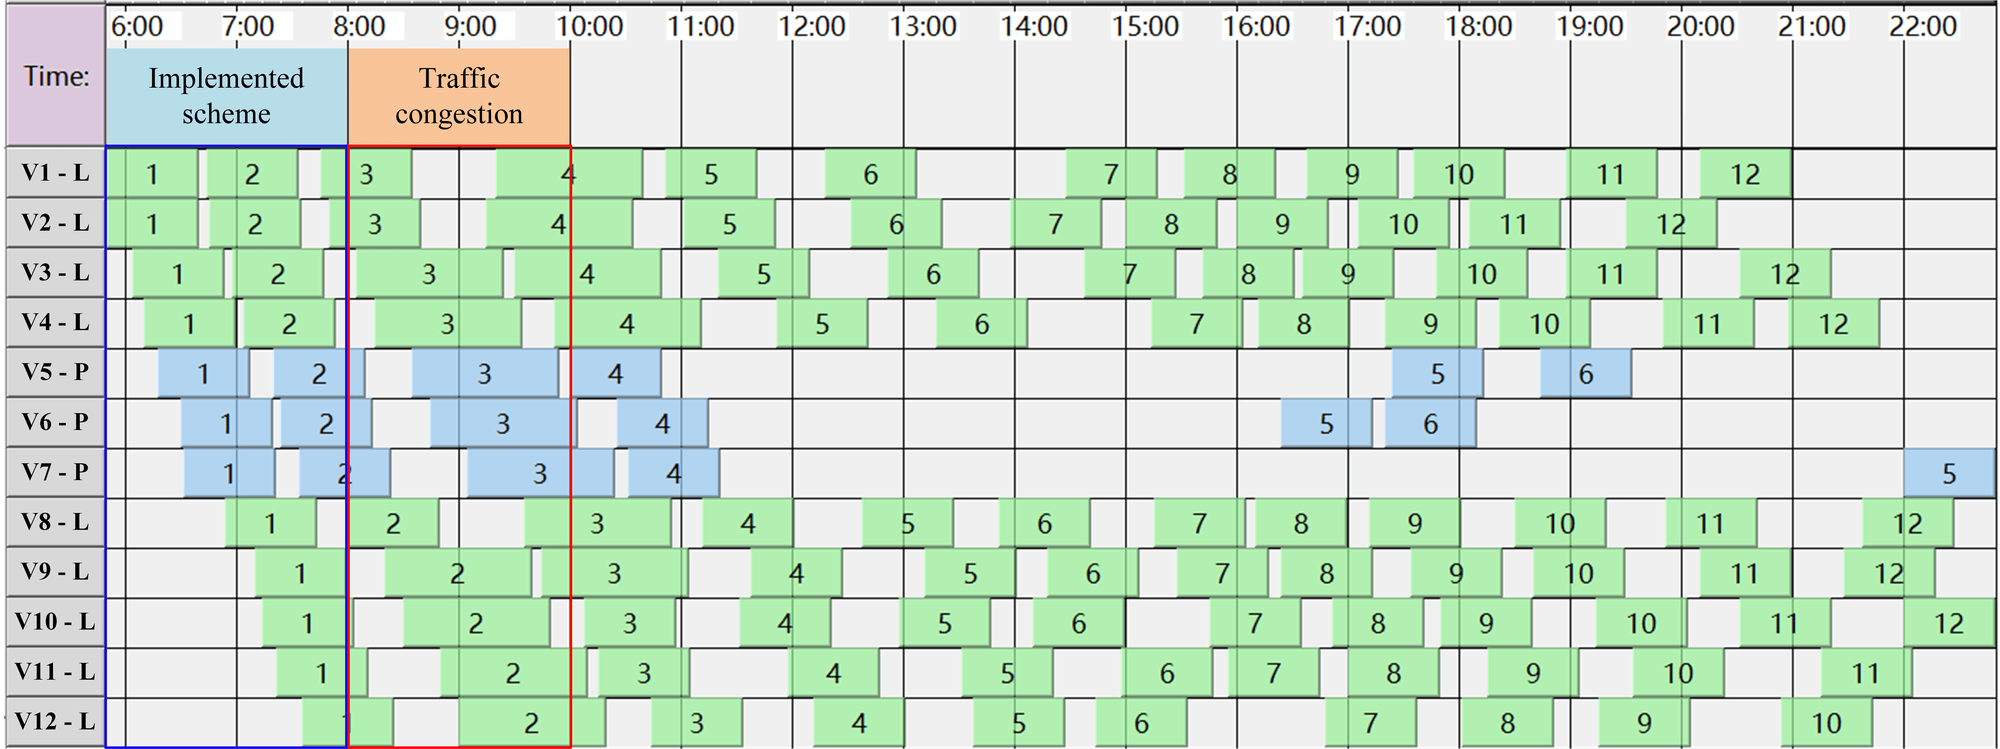 6:00 7:00 8:00 9:00 10:00 11:00 12:00 13:00 14:00 15:00 16:00 17:00 18:00 19:00 20:00 21:00 22:00
Time:
Implemented
scheme
Traffic
congestion
V1 - L 1 2 3 4 5 6 7 8 9 10 11 12
V2 - L 1 2 3 4 5 6 7 8 9 10 11 12
V3 - L 1 2 3 4 5 6 7 8 9 10 11 12
V4 - L 1 2 3 4 5 6 7 8 9 10 11 12
V5 - P 1 2 3 4 5 6
V6 - P 1 2 3 4 5 6
V7 - P 1 2 3 4 5
V8 - L 1 2 3 4 5 6 7 8 9 10 11 12
V9 - L 1 2 3 4 5 6 7 8 9 10 11 12
V10 - L 1 2 3 4 5 6 7 8 9 10 11 12
V11 - L 1 2 3 4 5 6 7 8 9 10 11
V12 - L 1 2 3 4 5 6 7 8 9 10